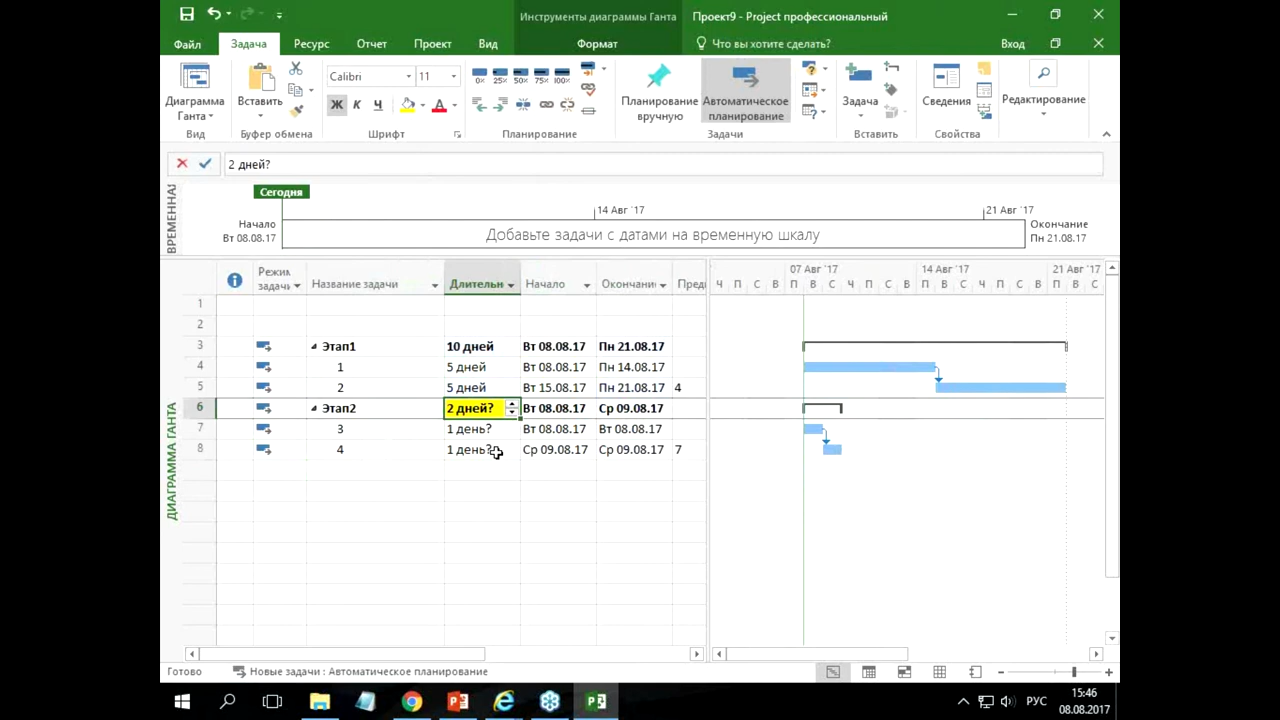 Инструменты диаграммы Ганта
Проект9 - Project профессиональный
Файл
Задача
Ресурс
Отчет
Проект
Вид
Формат
Что вы хотите сделать?
Вход
Диаграмма Ганта
Вид
Вставить
Буфер обмена
Calibri
11
Ж
К
Ч
А
Шрифт
0%
25%
50%
75%
100%
Планирование
Планирование вручную
Автоматическое планирование
Задачи
Задача
Вставить
Сведения
Свойства
Редактирование
2 дней?
ВРЕМЕННАЯ
Сегодня
14 Авг '17
21 Авг '17
Начало
Вт 08.08.17
Добавьте задачи с датами на временную шкалу
Окончание
Пн 21.08.17
ДИАГРАММА ГАНТА
Режим задачи
Название задачи
Длительн
Начало
Окончани
Пред
07 Авг '17
14 Авг '17
21 Авг '17
Ч П С В П В С Ч П С В П В С Ч П С В П В С
1
2
3 Этап1 10 дней Вт 08.08.17 Пн 21.08.17
4 1 5 дней Вт 08.08.17 Пн 14.08.17
5 2 5 дней Вт 15.08.17 Пн 21.08.17 4
6 Этап2 2 дней? Вт 08.08.17 Ср 09.08.17
7 3 1 день? Вт 08.08.17 Вт 08.08.17
8 4 1 день? Ср 09.08.17 Ср 09.08.17 7
Готово
Новые задачи : Автоматическое планирование
РУС
15:46
08.08.2017